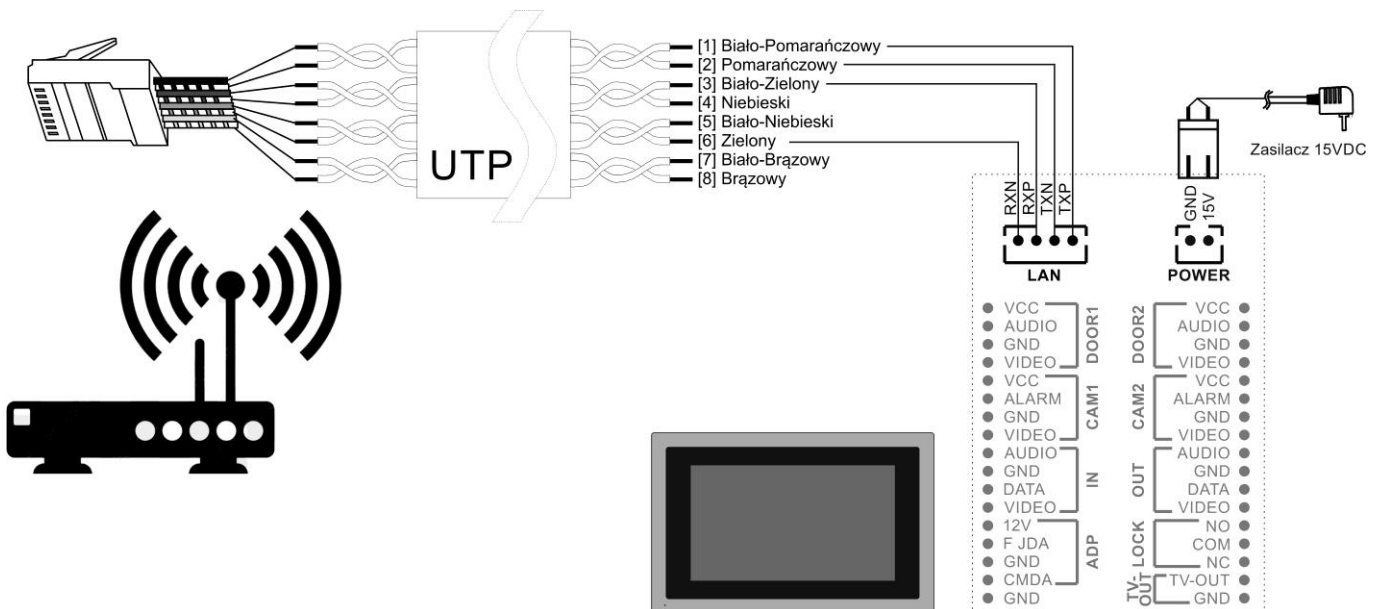 [1] Biało-Pomarańczowy
[2] Pomarańczowy
[3] Biało-Zielony
[4] Niebieski
[5] Biało-Niebieski
[6] Zielony
[7] Biało-Brązowy
[8] Brązowy
UTP
Zasilacz 15VDC
RXN
RXP
TXN
TXP
LAN
GND
15V
POWER
VCC
AUDIO
GND
VIDEO
DOOR1
VCC
ALARM
GND
VIDEO
CAM1
AUDIO
GND
DATA
VIDEO
IN
12V
F JDA
GND
CMDA
ADP
GND
DOOR2
VCC
AUDIO
GND
VIDEO
CAM2
VCC
ALARM
GND
VIDEO
OUT
AUDIO
GND
DATA
VIDEO
LOCK
NO
COM
NC
TV-
OUT
TV-OUT
GND